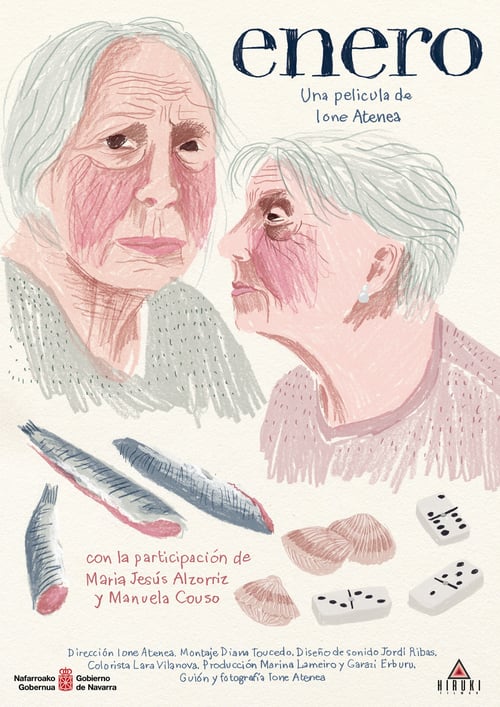 enero
Una película de
Ione Atenea
con la participación de
Maria Jesús Alzorriz
y Manuela Couso
Dirección Ione Atenea. Montaje Diana Toucedo. Diseño de sonido Jordi Ribas.
Colorista Lara Vilanova. Producción Marina Lameiro y Garazi Erburu.
Guión y fotografía Ione Atenea
Nafarroako Gobernua
Gobierno de Navarra
HIRUKI
FILMAK